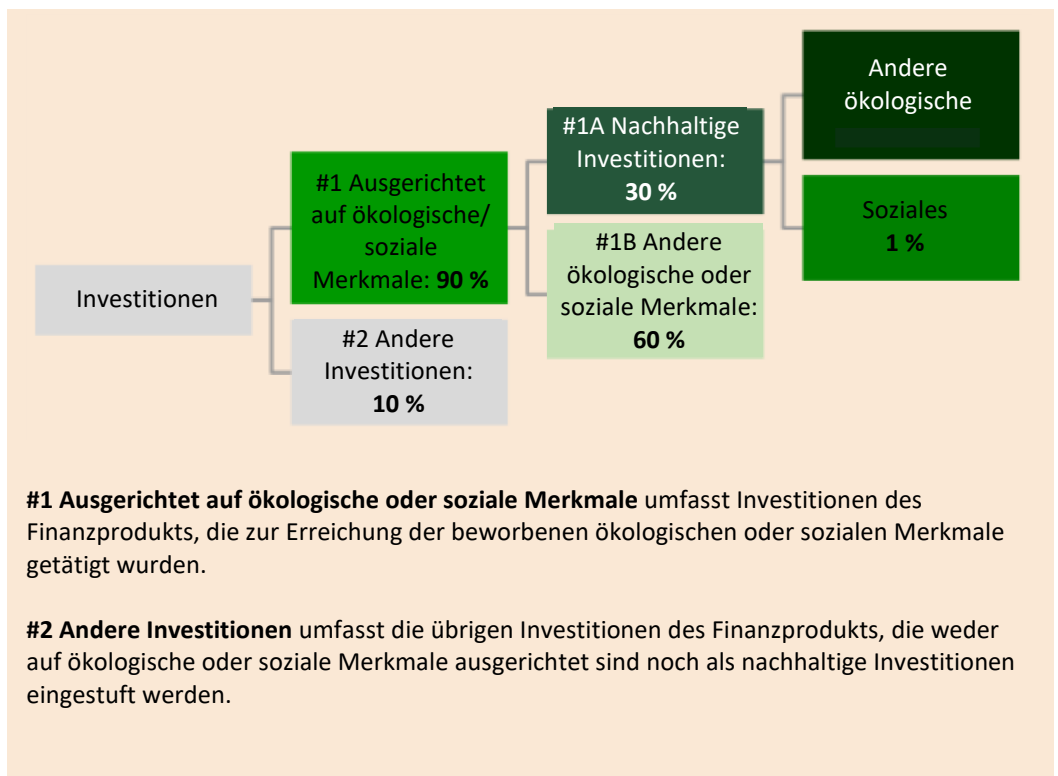 Andere
ökologische
#1A Nachhaltige
Investitionen:
30 %
#1 Ausgerichtet
auf ökologische/
soziale
Merkmale: 90 %
Soziales
1 %
#1B Andere
ökologische oder
soziale Merkmale:
60 %
Investitionen
#2 Andere
Investitionen:
10 %
#1 Ausgerichtet auf ökologische oder soziale Merkmale umfasst Investitionen des
Finanzprodukts, die zur Erreichung der beworbenen ökologischen oder sozialen Merkmale
getätigt wurden.
#2 Andere Investitionen umfasst die übrigen Investitionen des Finanzprodukts, die weder
auf ökologische oder soziale Merkmale ausgerichtet sind noch als nachhaltige Investitionen
eingestuft werden.